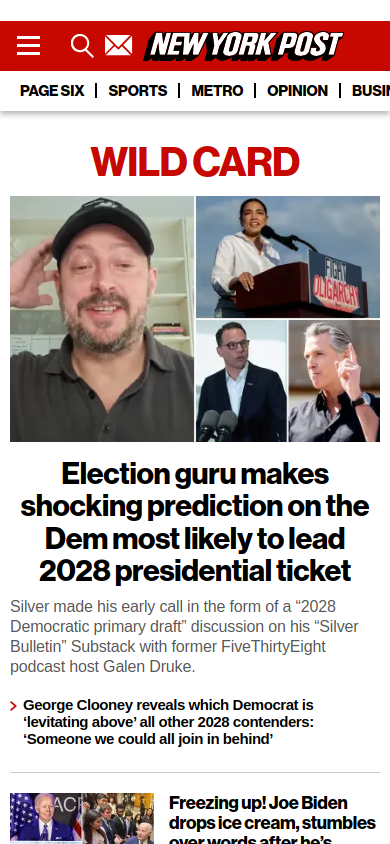 NEW YORK POST
PAGE SIX
SPORTS
METRO
OPINION
BUSIN
WILD CARD
FIGHT
OLIGARCHY
Election guru makes
shocking prediction on the
Dem most likely to lead
2028 presidential ticket
Silver made his early call in the form of a “2028
Democratic primary draft” discussion on his “Silver
Bulletin” Substack with former FiveThirtyEight
podcast host Galen Druke.
George Clooney reveals which Democrat is
‘levitating above’ all other 2028 contenders:
‘Someone we could all join in behind’
Freezing up! Joe Biden
drops ice cream, stumbles
over words after he’s